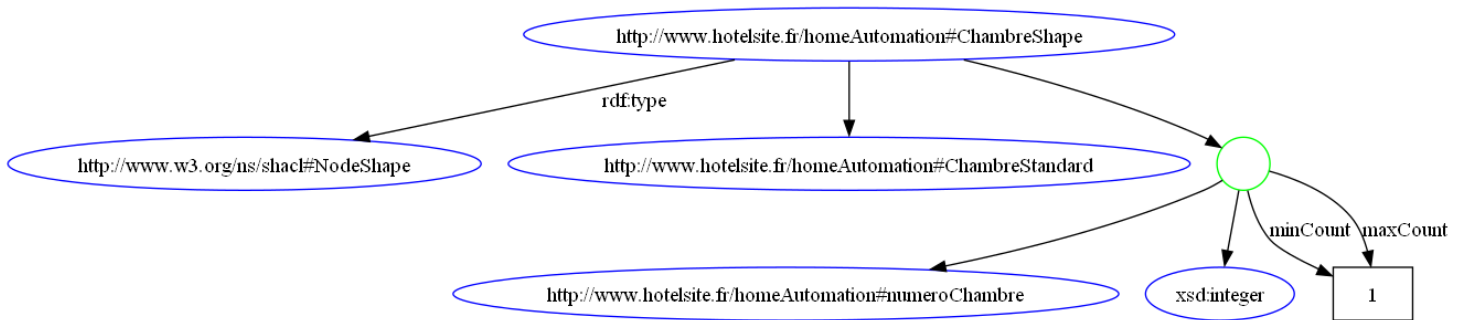 http://www.hotelsite.fr/homeAutomation#ChambreShape
rdf:type
http://www.w3.org/ns/shacl#NodeShape
http://www.hotelsite.fr/homeAutomation#ChambreStandard
minCount
maxCount
http://www.hotelsite.fr/homeAutomation#numeroChambre
xsd:integer
1